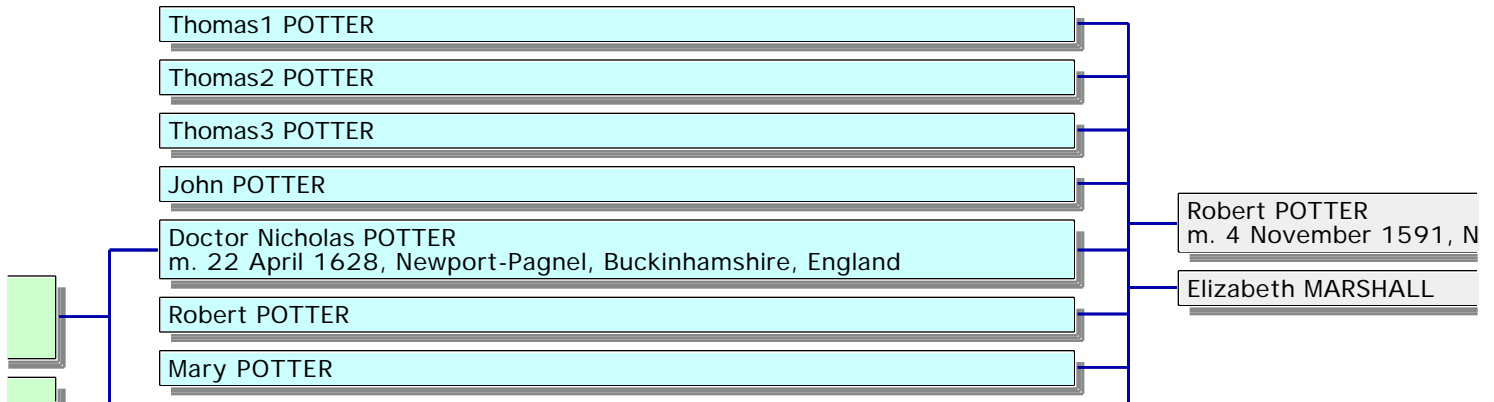 Thomas1 POTTER
Thomas2 POTTER
Thomas3 POTTER
John POTTER
Doctor Nicholas POTTER
m. 22 April 1628, Newport-Pagnel, Buckinhamshire, England
Robert POTTER
Mary POTTER
Robert POTTER
m. 4 November 1591, N
Elizabeth MARSHALL